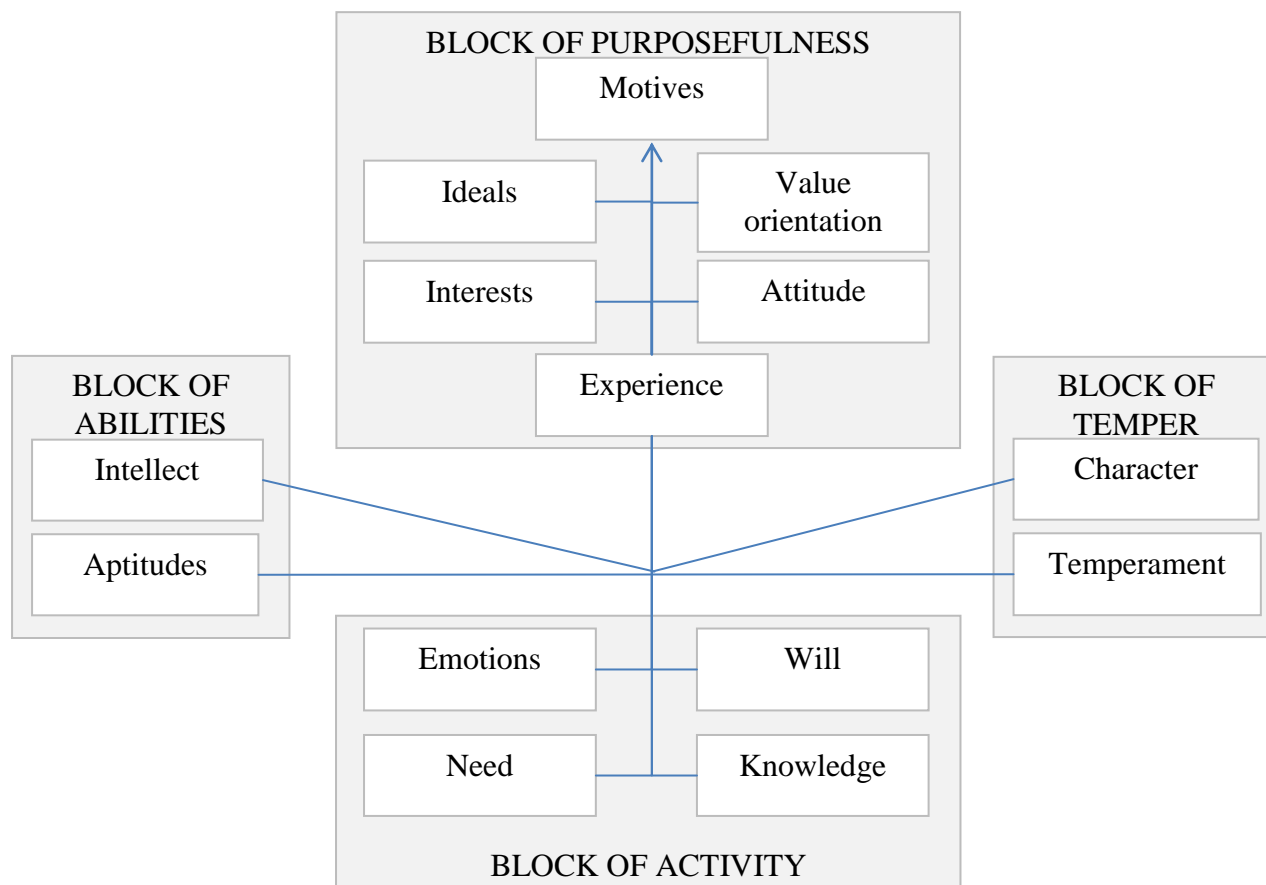 BLOCK OF PURPOSEFULNESS
Motives
Ideals
Value
orientation
Interests
Attitude
Experience
BLOCK OF
ABILITIES
Intellect
Aptitudes
BLOCK OF
TEMPER
Character
Temperament
Emotions
Will
Need
Knowledge
BLOCK OF ACTIVITY